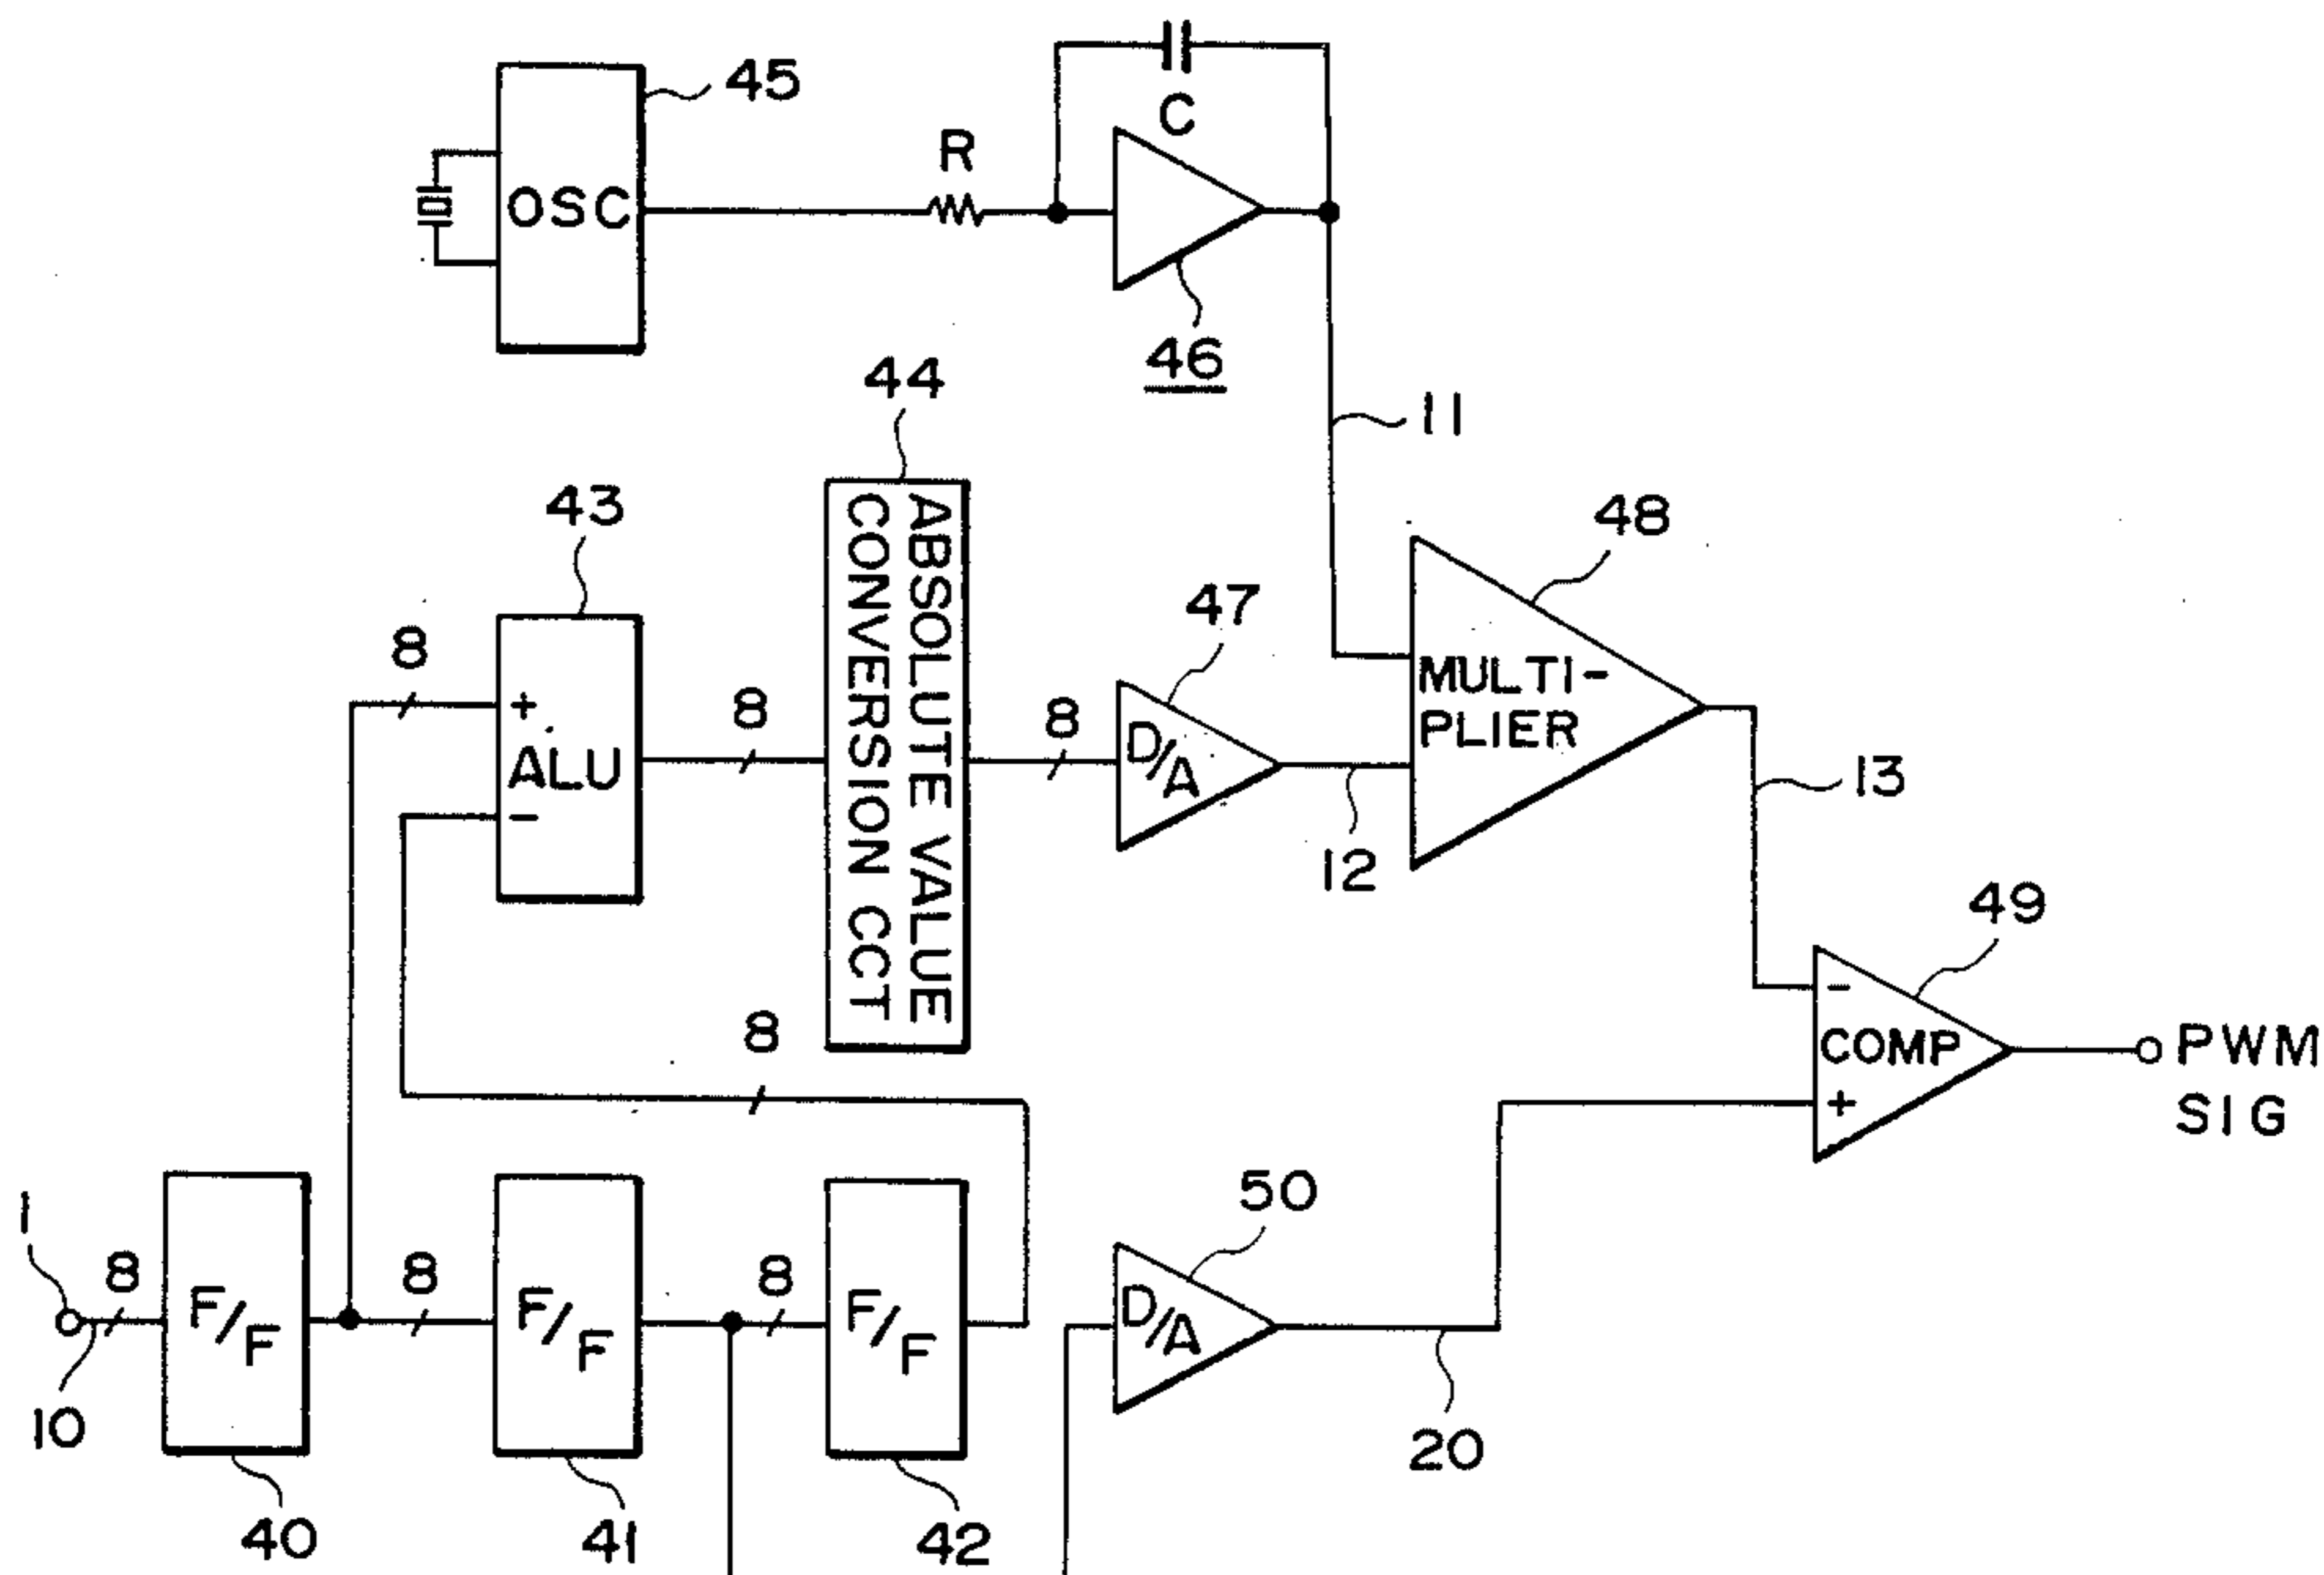 45
C
R
OSC
46
44
11
43
48
ABSOLUTE VALUE
CONVERSION CCT
47
8
+
ALU
-
8
8
D/A
MULTI-
PLIER
12
13
49
8
-
COMP
+
PWM
SIG
1
8
10
F/F
8
F/F
8
F/F
50
D/A
20
40
41
42